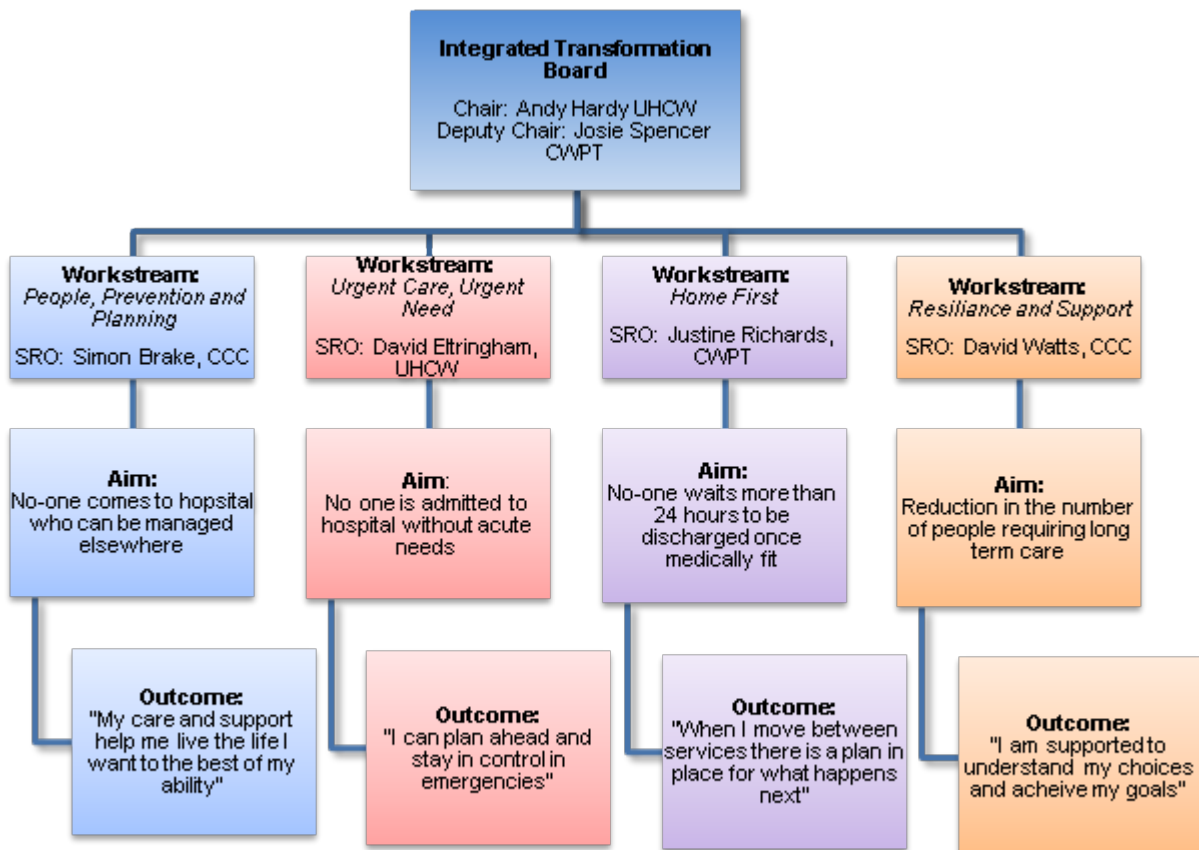 Integrated Transformation
Board
Chair: Andy Hardy UHCW
Deputy Chair: Josie Spencer
CWPT
Workstream:
People, Prevention and
Planning
SRO: Simon Brake, CCC
Workstream:
Urgent Care, Urgent
Need
SRO: David Eltringham,
UHCW
Workstream:
Home First
SRO: Justine Richards,
CWPT
Workstream:
Resiliance and Support
SRO: David Watts, CCC
Aim:
No-one comes to hopsital
who can be managed
elsewhere
Aim:
No one is admitted to
hospital without acute
needs
Aim:
No-one waits more than
24 hours to be
discharged once
medically fit
Aim:
Reduction in the number
of people requiring long
term care
Outcome:
"My care and support
help me live the life I
want to the best of my
ability"
Outcome:
"I can plan ahead and
stay in control in
emergencies"
Outcome:
"When I move between
services there is a plan in
place for what happens
next"
Outcome:
"I am supported to
understand my choices
and acheive my goals"